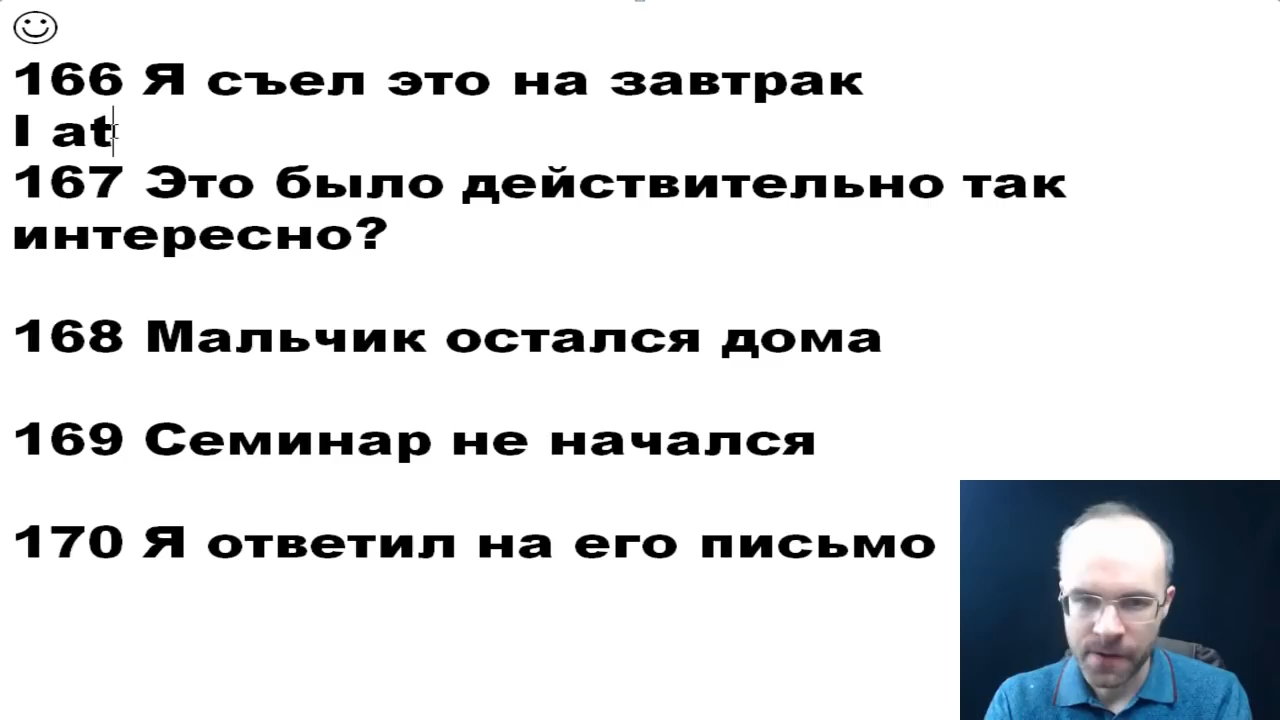 166 Я съел это на завтрак
I at
167 Это было действительно так
интересно?
168 Мальчик остался дома
169 Семинар не начался
170 Я ответил на его письмо